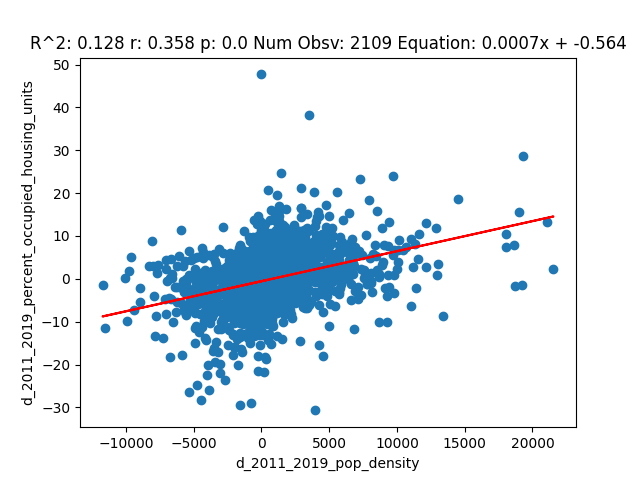 R^2: 0.128 r: 0.358 p: 0.0 Num Obsv: 2109 Equation: 0.0007x + -0.564
50
40
30
20
10
0
−10
−20
−30
d_2011_2019_percent_occupied_housing_units
−10000 −5000 0 5000 10000 15000 20000
d_2011_2019_pop_density